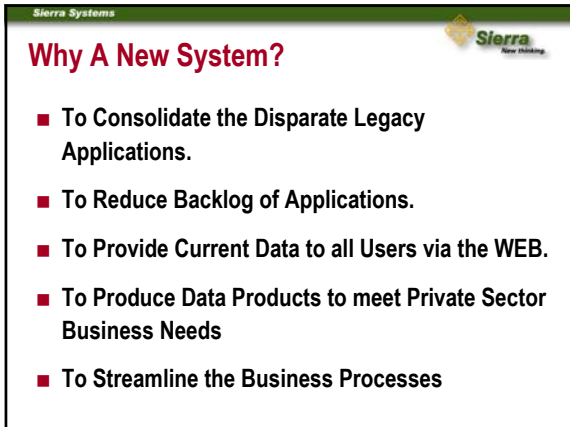 Sierra Systems
Sierra
New thinking.
Why A New System?
■ To Consolidate the Disparate Legacy
Applications.
■ To Reduce Backlog of Applications.
■ To Provide Current Data to all Users via the WEB.
■ To Produce Data Products to meet Private Sector
Business Needs
■ To Streamline the Business Processes